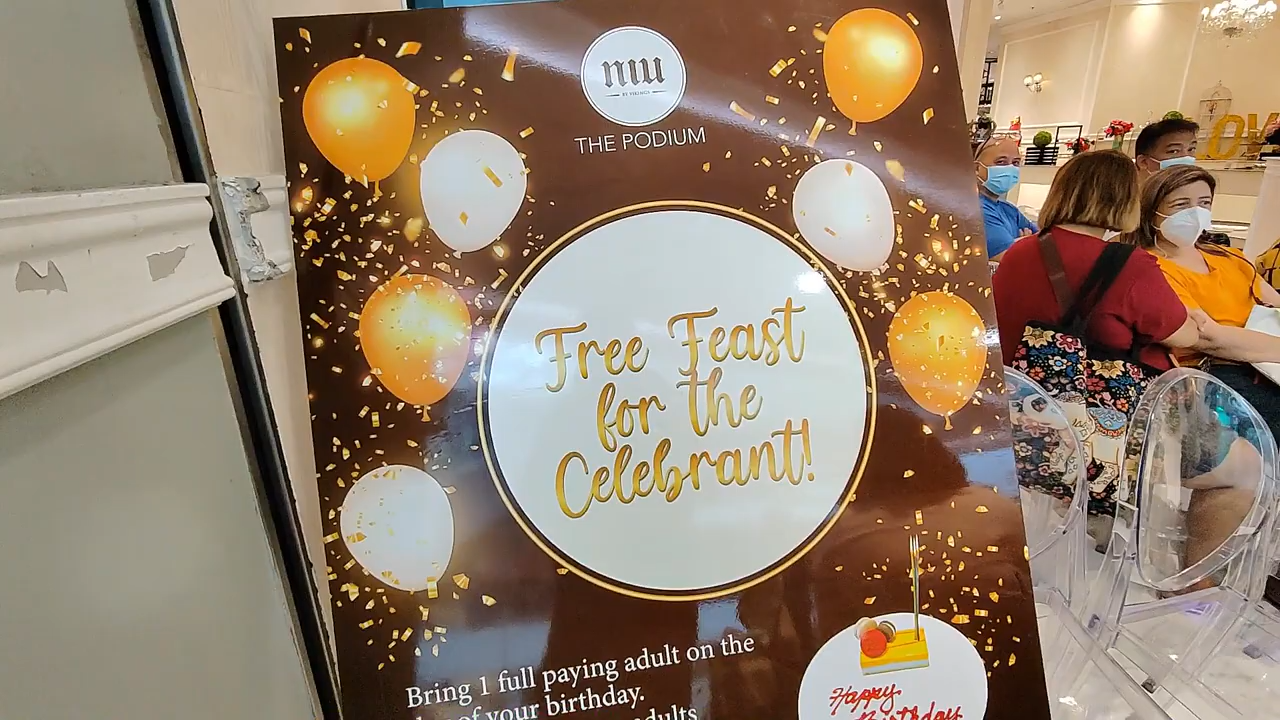 niu
BY VIKINGS
THE PODIUM
Free Feast
for the
Celebrant!
Bring 1 full paying adult on the
of your birthday.
adults
Happy
Birthday